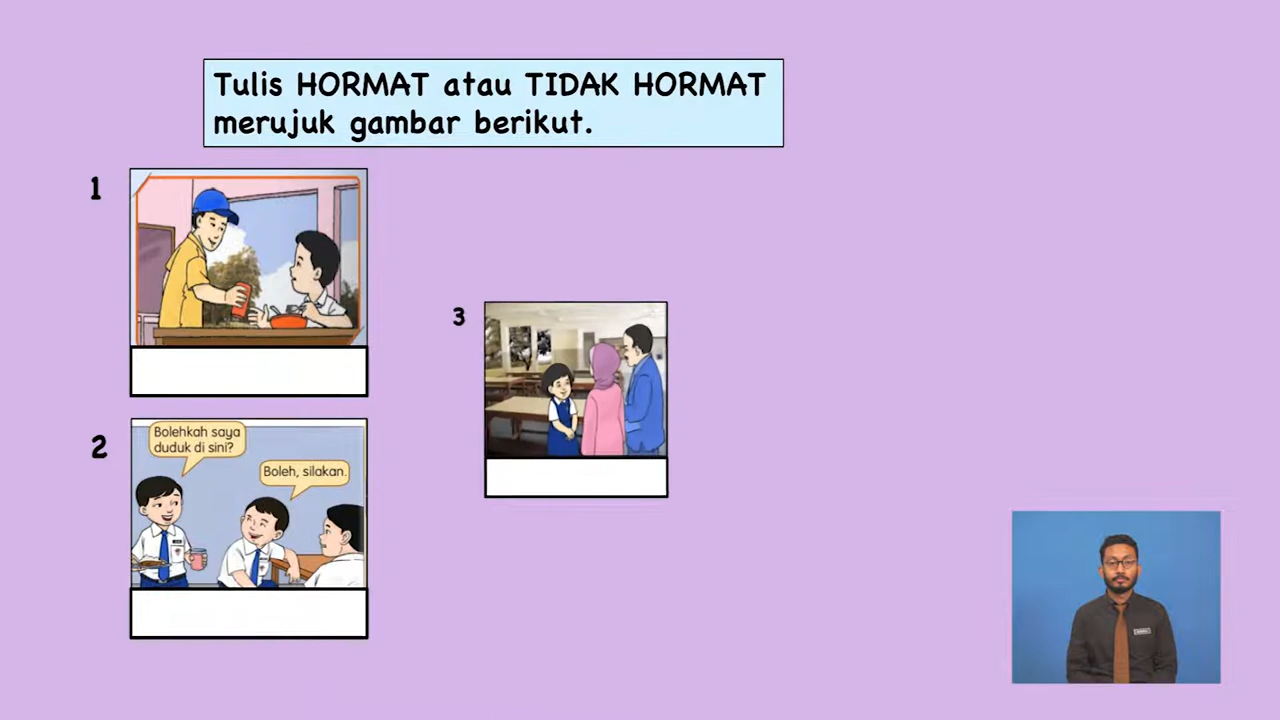 Tulis HORMAT atau TIDAK HORMAT
merujuk gambar berikut.
1
2
Bolehkah saya
duduk di sini?
Boleh, silakan.
3